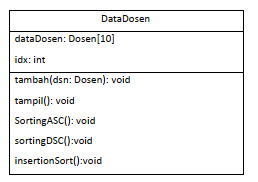 DataDosen
dataDosen: Dosen[10]
idx: int
tambah(dsn: Dosen): void
tampil(): void
SortingASC(): void
sortingDSC():void
insertionSort():void